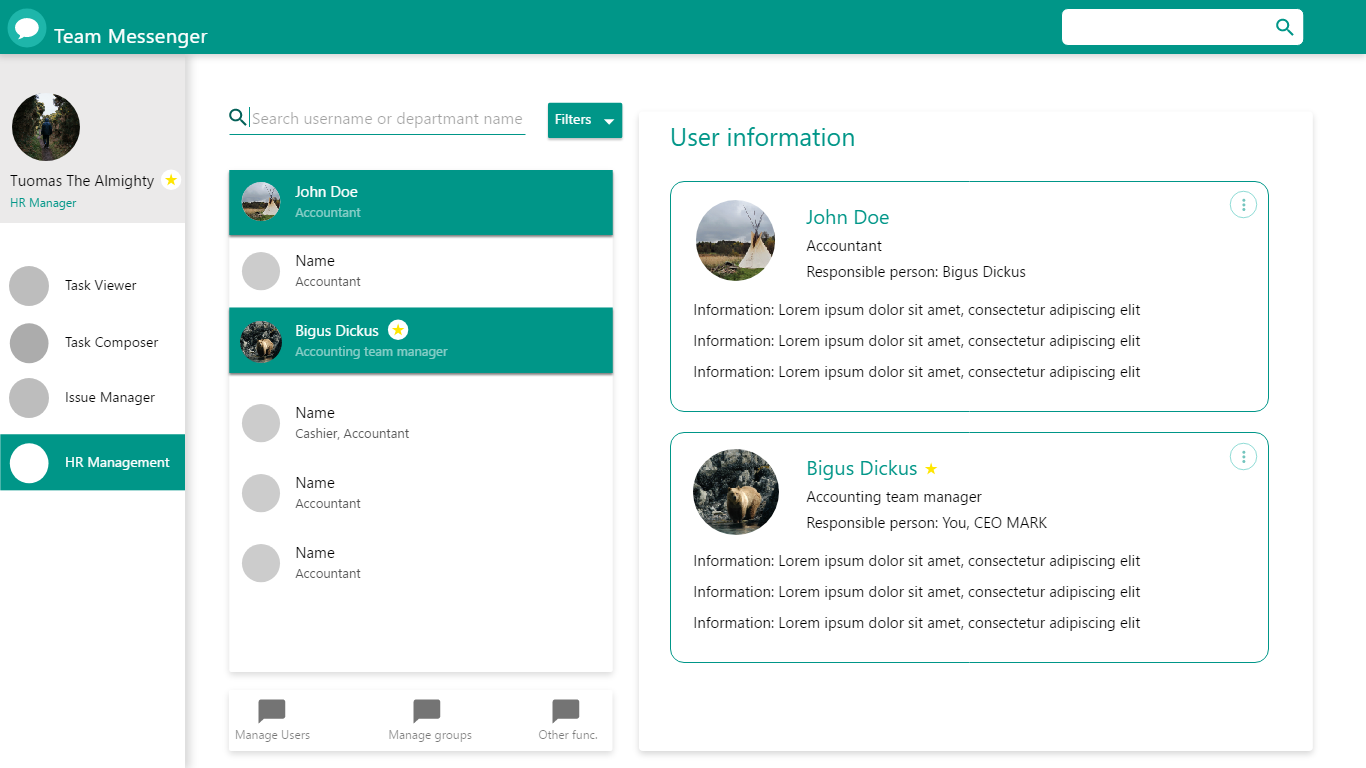 Team Messenger
Tuomas The Almighty
HR Manager
Task Viewer
Task Composer
Issue Manager
HR Management
Search username or departmant name
Filters
John Doe
Accountant
Name
Accountant
Bigus Dickus
Accounting team manager
Name
Cashier, Accountant
Name
Accountant
Name
Accountant
Manage Users
Manage groups
Other func.
User information
John Doe
Accountant
Responsible person: Bigus Dickus
Information: Lorem ipsum dolor sit amet, consectetur adipiscing elit
Information: Lorem ipsum dolor sit amet, consectetur adipiscing elit
Information: Lorem ipsum dolor sit amet, consectetur adipiscing elit
Bigus Dickus
Accounting team manager
Responsible person: You, CEO MARK
Information: Lorem ipsum dolor sit amet, consectetur adipiscing elit
Information: Lorem ipsum dolor sit amet, consectetur adipiscing elit
Information: Lorem ipsum dolor sit amet, consectetur adipiscing elit